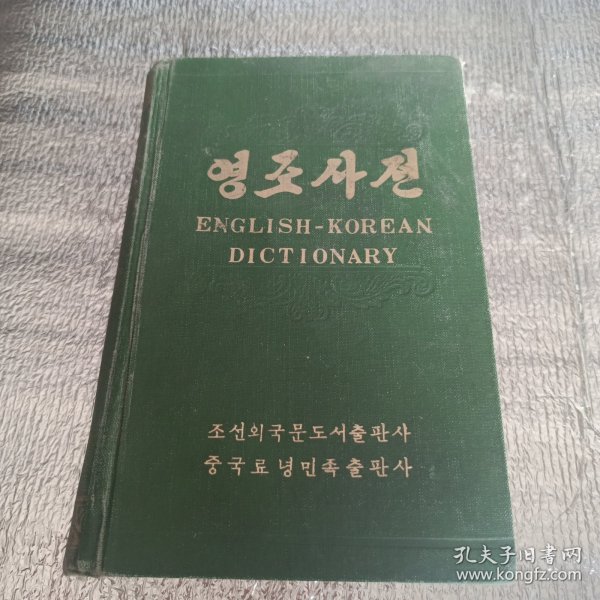 영조사전
ENGLISH-KOREAN
DICTIONARY
조선외국문도서출판사
중국료녕민족출판사
孔夫子旧书网
www.kongfz.com